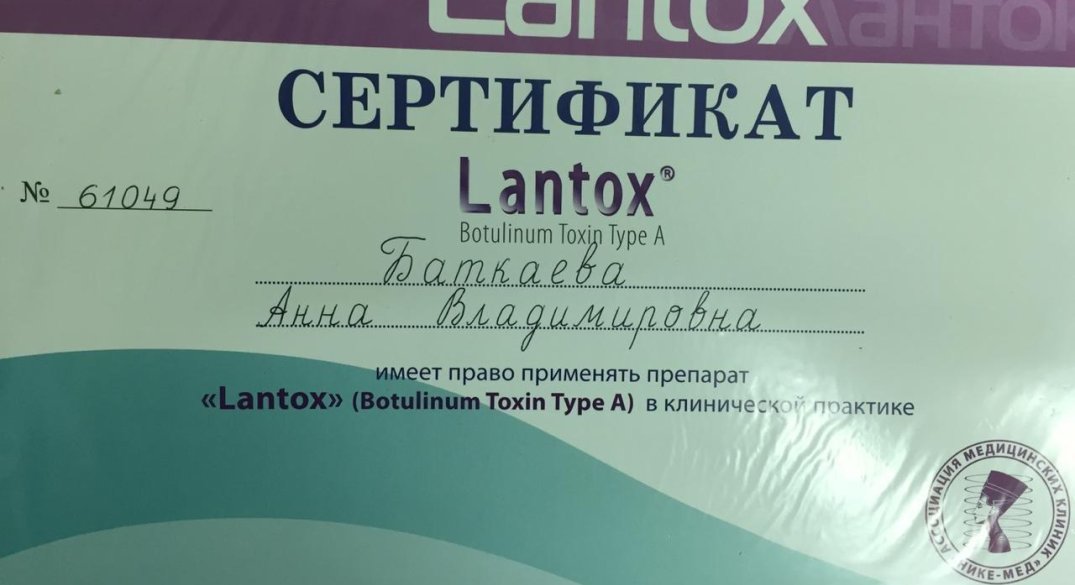 Lantox Ланток
СЕРТИФИКАТ
№ 61049
Lantox®
Botulinum Toxin Type A
Баткаева
Анна Владимировна
имеет право применять препарат
«Lantox» (Botulinum Toxin Type A) в клинической практике
АССОЦИАЦИЯ МЕДИЦИНСКИХ КЛИНИК
НИКЕ-МЕД»